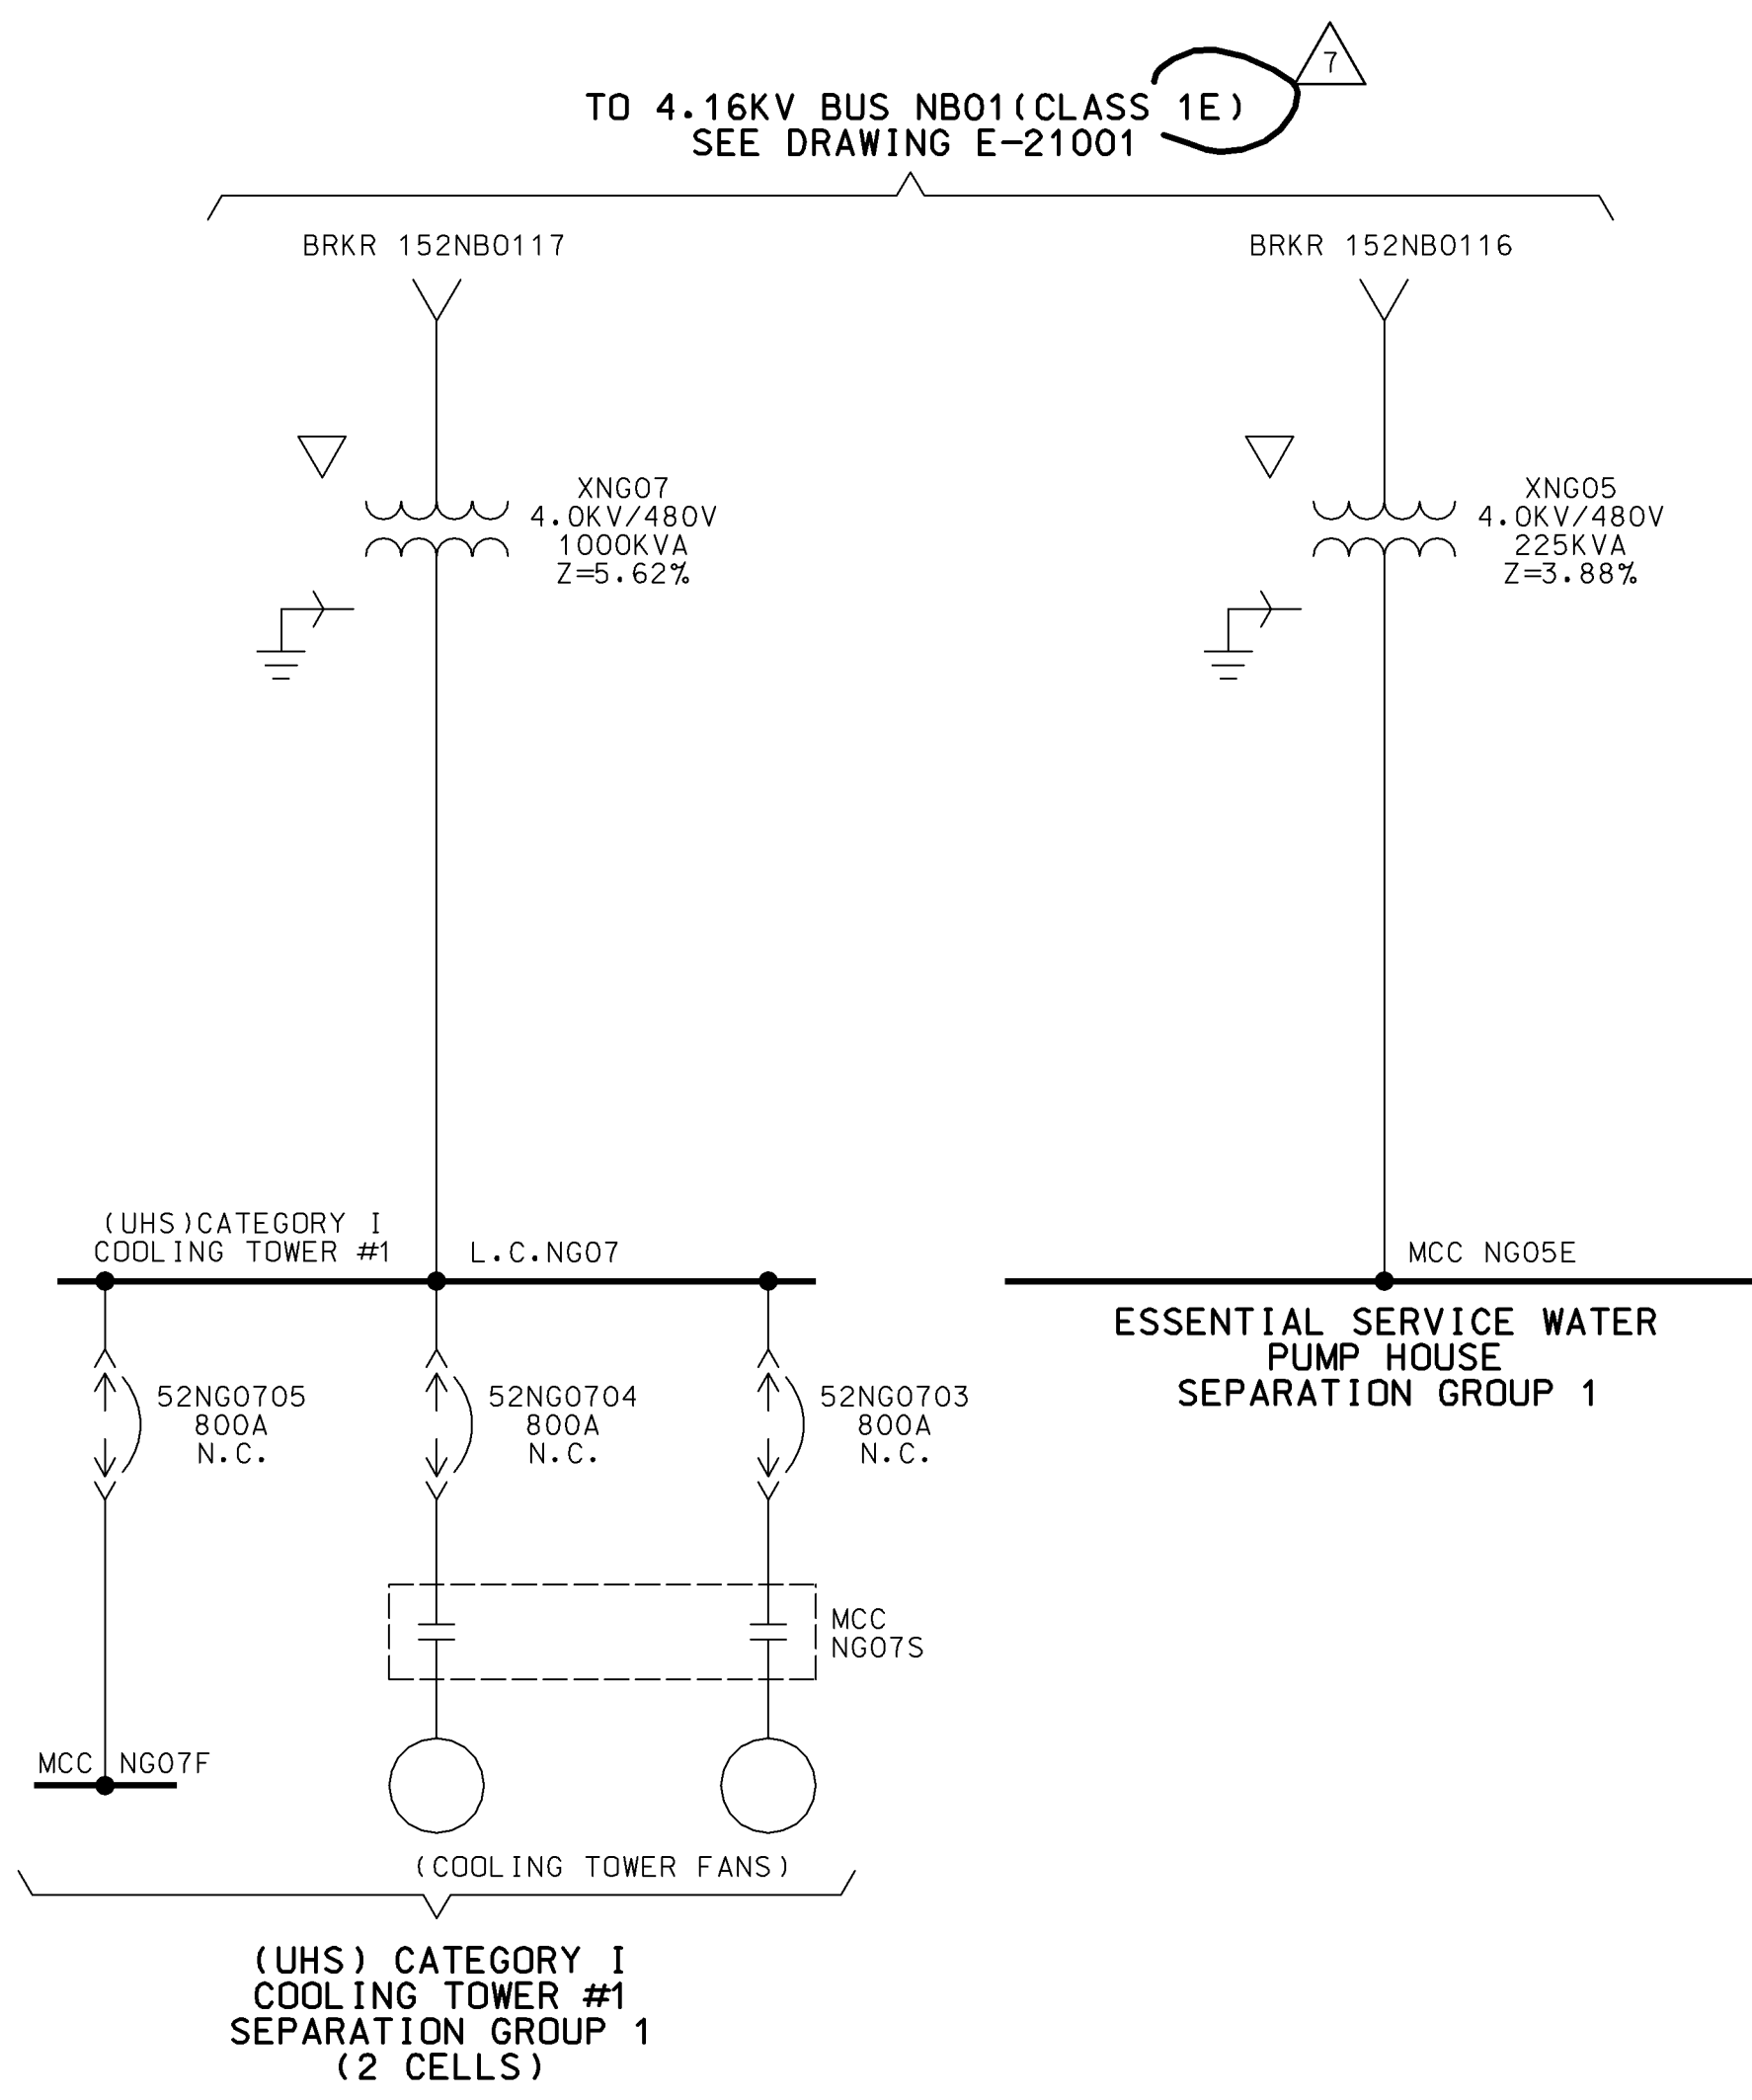 7
TO 4.16KV BUS NB01(CLASS 1E)
SEE DRAWING E-21001
BRKR 152NB0117
BRKR 152NB0116
XNG07
4.0KV/480V
1000KVA
Z=5.62%
XNG05
4.0KV/480V
225KVA
Z=3.88%
(UHS)CATEGORY I
COOLING TOWER #1
L.C.NG07
MCC NG05E
ESSENTIAL SERVICE WATER
PUMP HOUSE
SEPARATION GROUP 1
52NG0705
800A
N.C.
52NG0704
800A
N.C.
52NG0703
800A
N.C.
MCC
NG07S
MCC NG07F
(COOLING TOWER FANS)
(UHS) CATEGORY I
COOLING TOWER #1
SEPARATION GROUP 1
(2 CELLS)